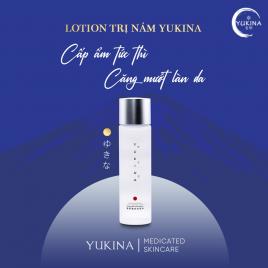 LOTION TRỊ NÁM YUKINA
YUKINA
Cấp ẩm tức thì
Căng mướt làn da
ゆきな
YUKINA
YUKINA
MEDICATED
SKINCARE